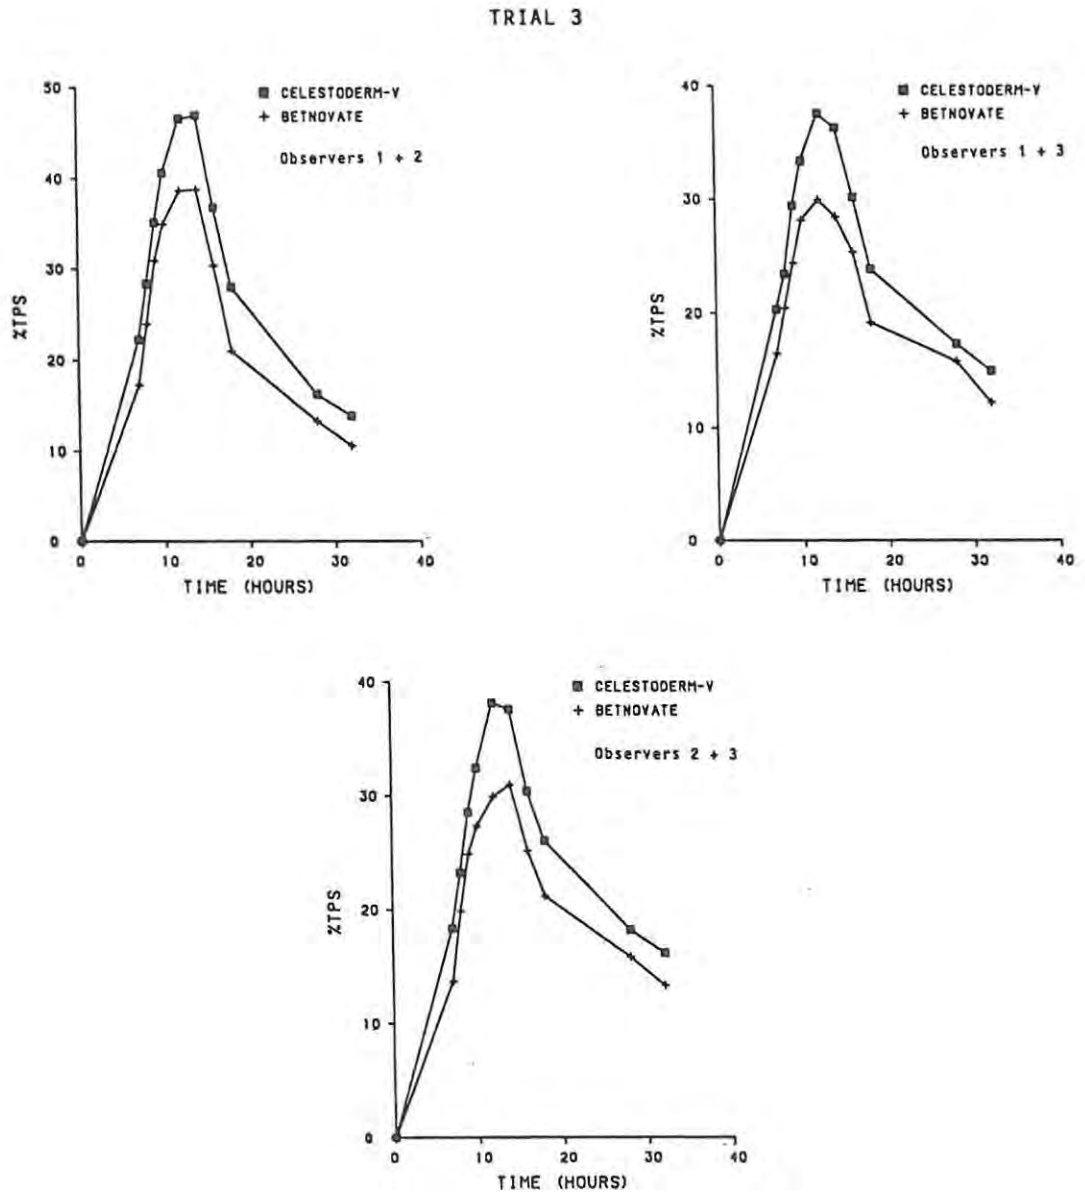 TRIAL 3
50
40
30
20
10
0
%TPS
0 10 20 30 40
TIME (HOURS)
CELESTODERM-V
BETNOVATE
Observers 1 + 2
40
30
20
10
0
%TPS
0 10 20 30 40
TIME (HOURS)
CELESTODERM-V
BETNOVATE
Observers 1 + 3
40
30
20
10
0
%TPS
0 10 20 30 40
TIME (HOURS)
CELESTODERM-V
BETNOVATE
Observers 2 + 3